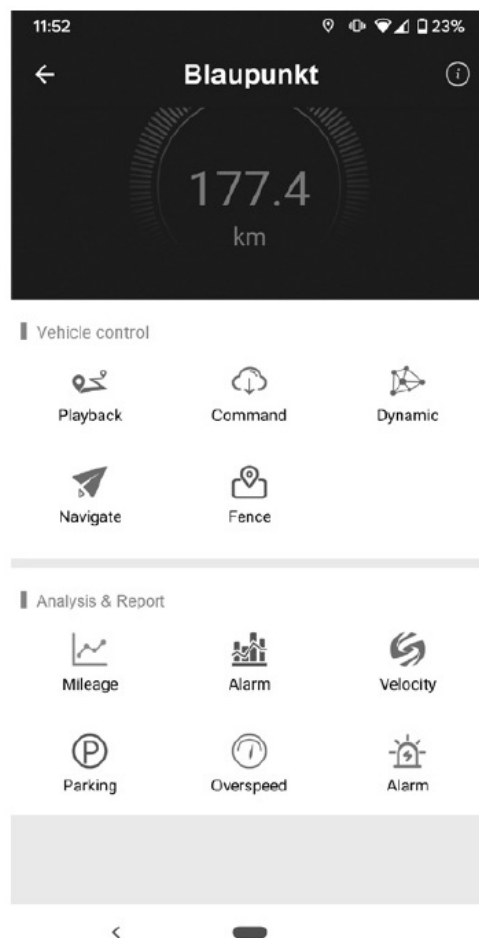 11:52 23%
Blaupunkt
177.4
km
Vehicle control
Playback Command Dynamic
Navigate Fence
Analysis & Report
Mileage Alarm Velocity
P
Parking Overspeed Alarm